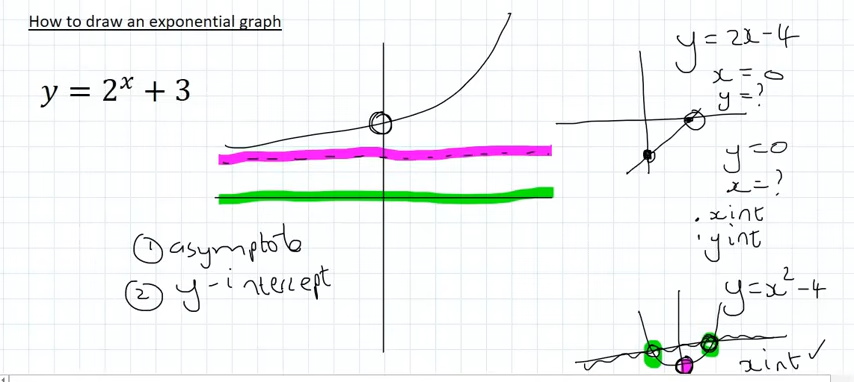 How to draw an exponential graph
y = 2ˣ + 3
① asymptote
② y-intercept
y = 2x - 4
x = 0
y = ?
y = 0
x = ?
. x int
. y int
y = x² - 4
x int ✓